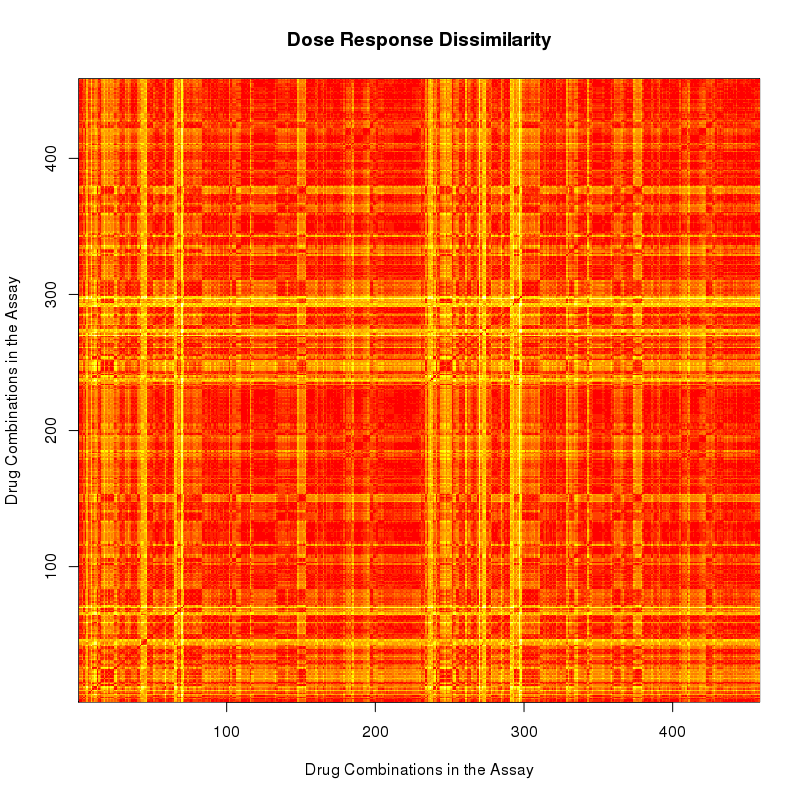 Dose Response Dissimilarity
Drug Combinations in the Assay
400
300
200
100
100 200 300 400
Drug Combinations in the Assay